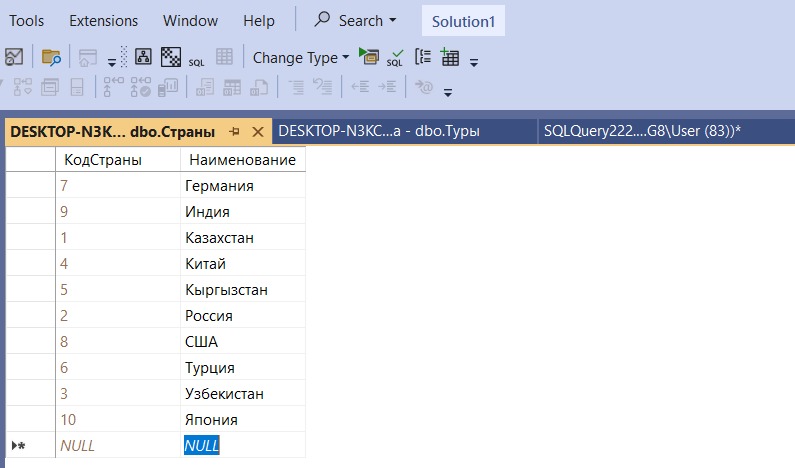 Tools Extensions Window Help Search Solution1
SQL Change Type SQL
DESKTOP-N3K... dbo.Страны DESKTOP-N3KC...a - dbo.Туры SQLQuery222....G8\User (83))*
КодСтраны Наименование
7 Германия
9 Индия
1 Казахстан
4 Китай
5 Кыргызстан
2 Россия
8 США
6 Турция
3 Узбекистан
10 Япония
NULL NULL